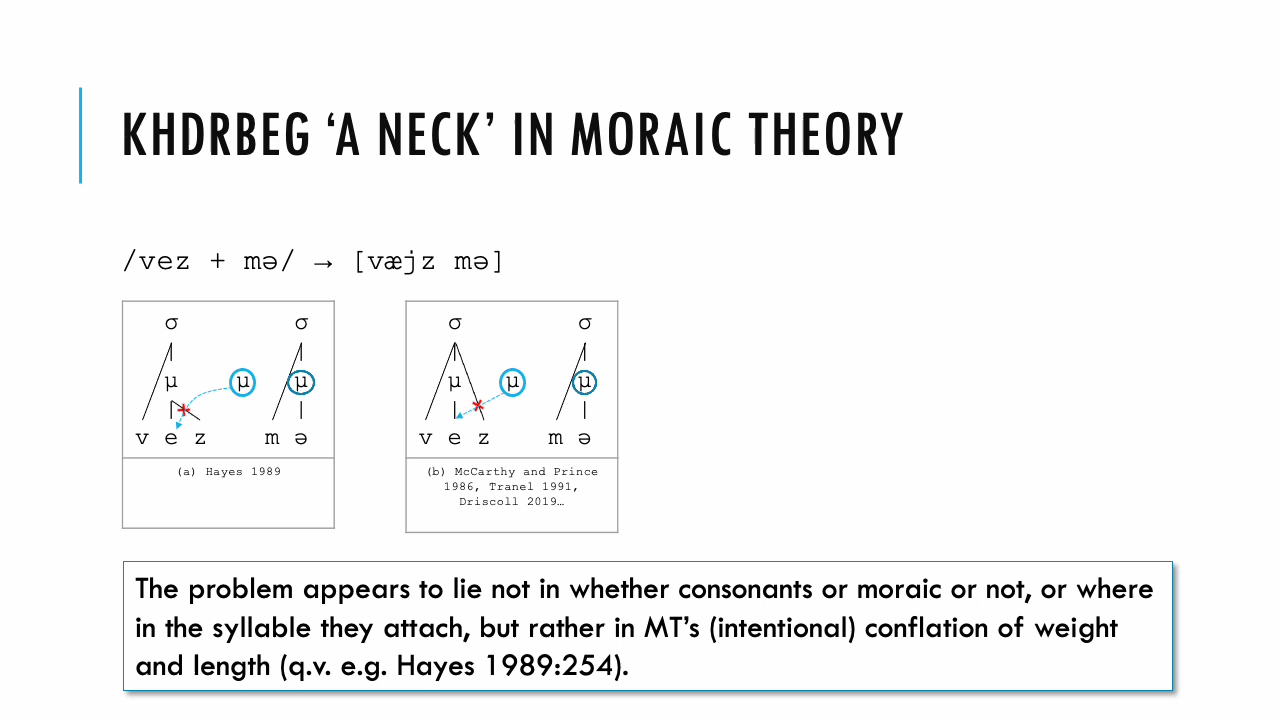 KHDRBEG ‘A NECK’ IN MORAIC THEORY
/vez + mə/ → [væjz mə]
σ σ
μ μ μ
v e z m ə
(a) Hayes 1989
σ σ
μ μ μ
v e z m ə
(b) McCarthy and Prince
1986, Tranel 1991,
Driscoll 2019…
The problem appears to lie not in whether consonants or moraic or not, or where
in the syllable they attach, but rather in MT’s (intentional) conflation of weight
and length (q.v. e.g. Hayes 1989:254).